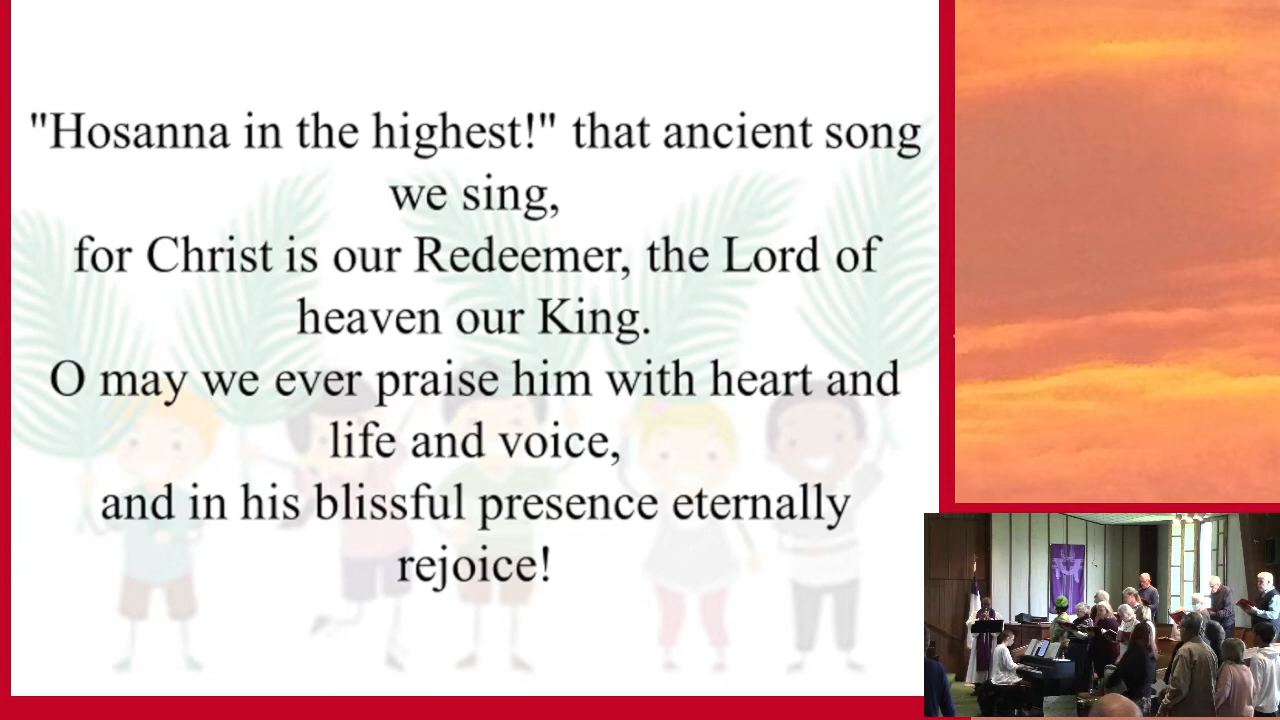 "Hosanna in the highest!" that ancient song
we sing,
for Christ is our Redeemer, the Lord of
heaven our King.
O may we ever praise him with heart and
life and voice,
and in his blissful presence eternally
rejoice!